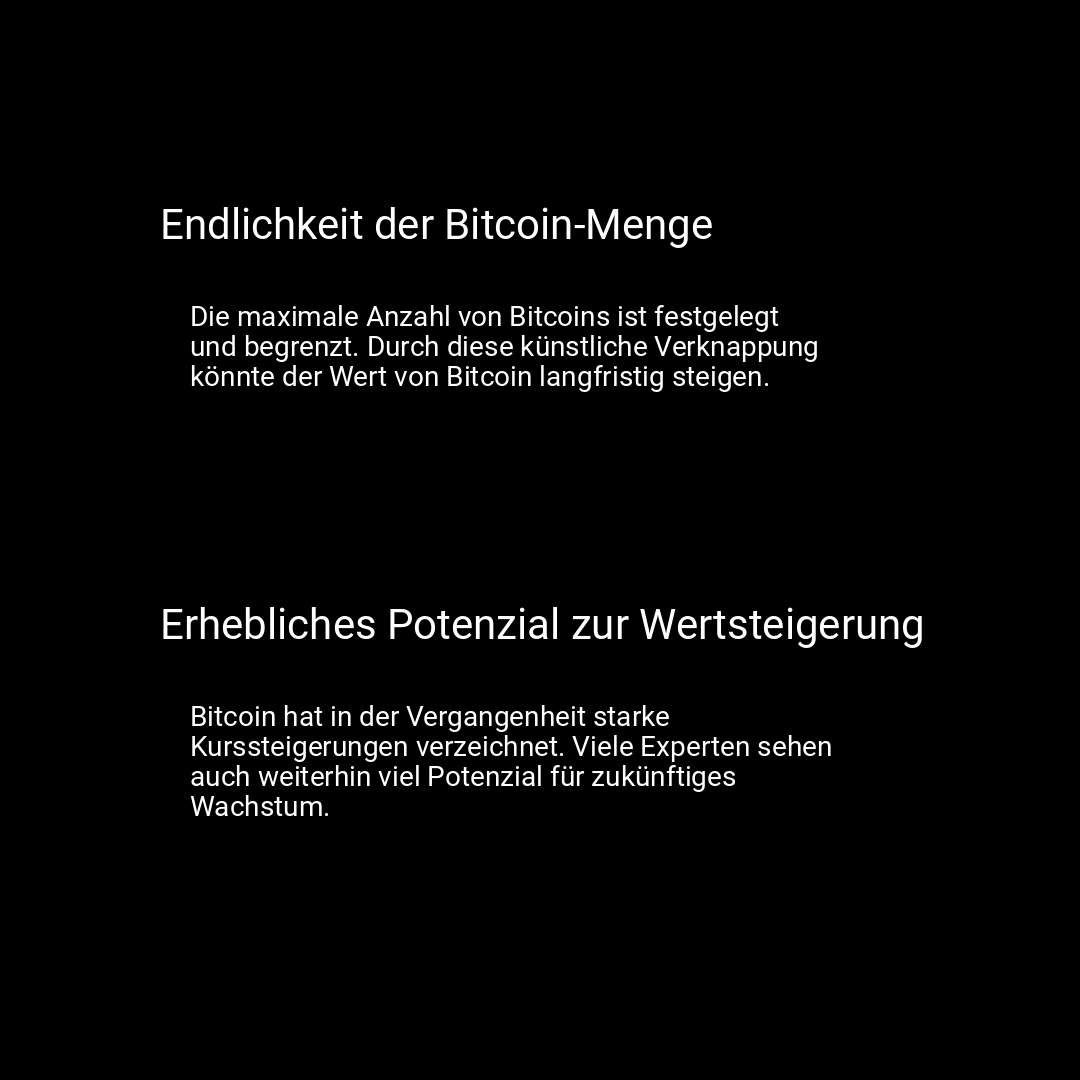 Endlichkeit der Bitcoin-Menge
Die maximale Anzahl von Bitcoins ist festgelegt
und begrenzt. Durch diese künstliche Verknappung
könnte der Wert von Bitcoin langfristig steigen.
Erhebliches Potenzial zur Wertsteigerung
Bitcoin hat in der Vergangenheit starke
Kurssteigerungen verzeichnet. Viele Experten sehen
auch weiterhin viel Potenzial für zukünftiges
Wachstum.